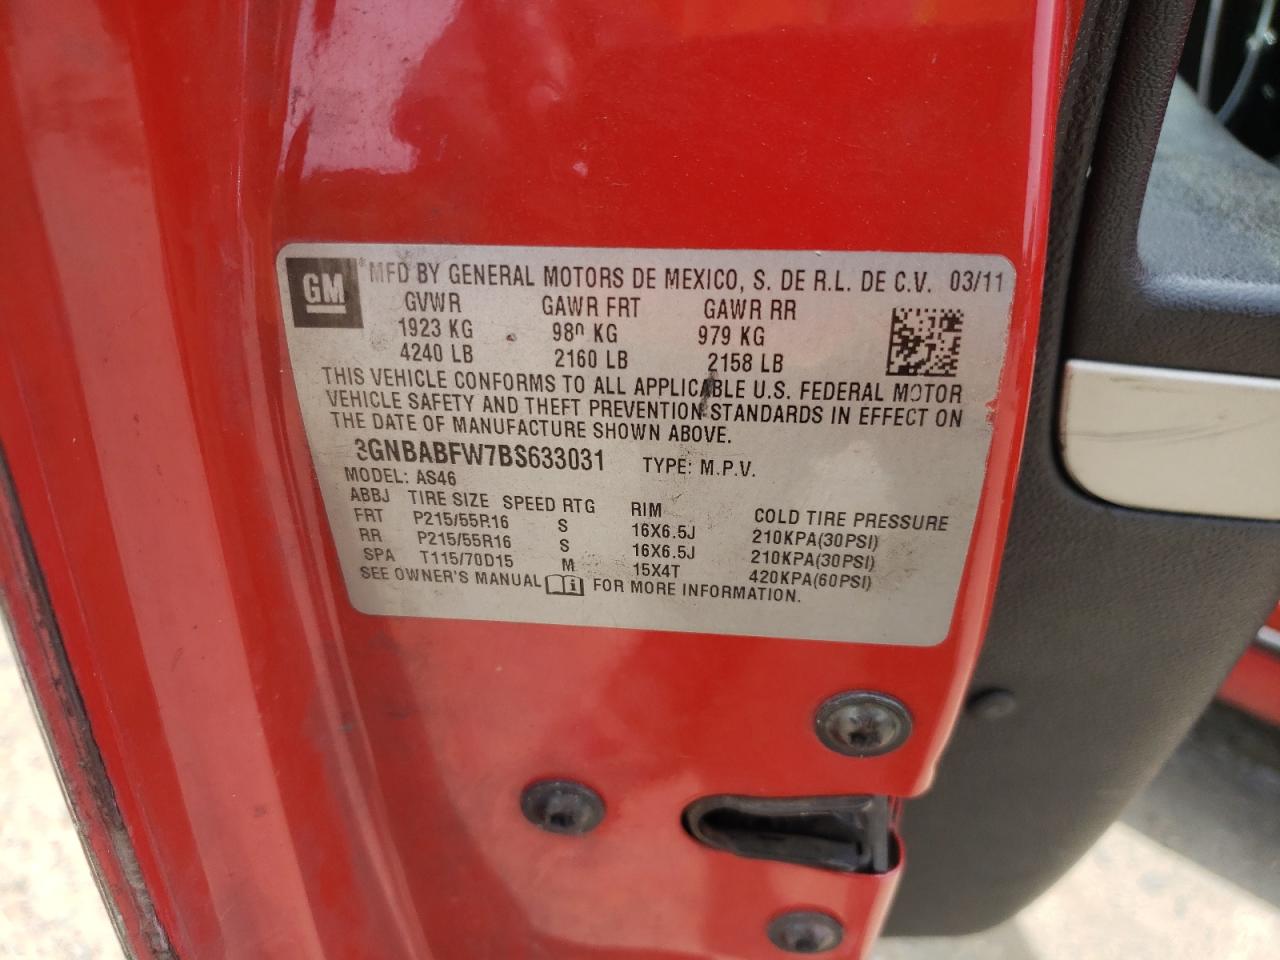 GM ® MFD BY GENERAL MOTORS DE MEXICO, S. DE R.L. DE C.V. 03/11
GVWR GAWR FRT GAWR RR
1923 KG 980 KG 979 KG
4240 LB 2160 LB 2158 LB
THIS VEHICLE CONFORMS TO ALL APPLICABLE U.S. FEDERAL MOTOR
VEHICLE SAFETY AND THEFT PREVENTION STANDARDS IN EFFECT ON
THE DATE OF MANUFACTURE SHOWN ABOVE.
3GNBABFW7BS633031 TYPE: M.P.V.
MODEL: AS46
ABBJ TIRE SIZE SPEED RTG RIM COLD TIRE PRESSURE
FRT P215/55R16 S 16X6.5J 210KPA(30PSI)
RR P215/55R16 S 16X6.5J 210KPA(30PSI)
SPA T115/70D15 M 15X4T 420KPA(60PSI)
SEE OWNER'S MANUAL FOR MORE INFORMATION.